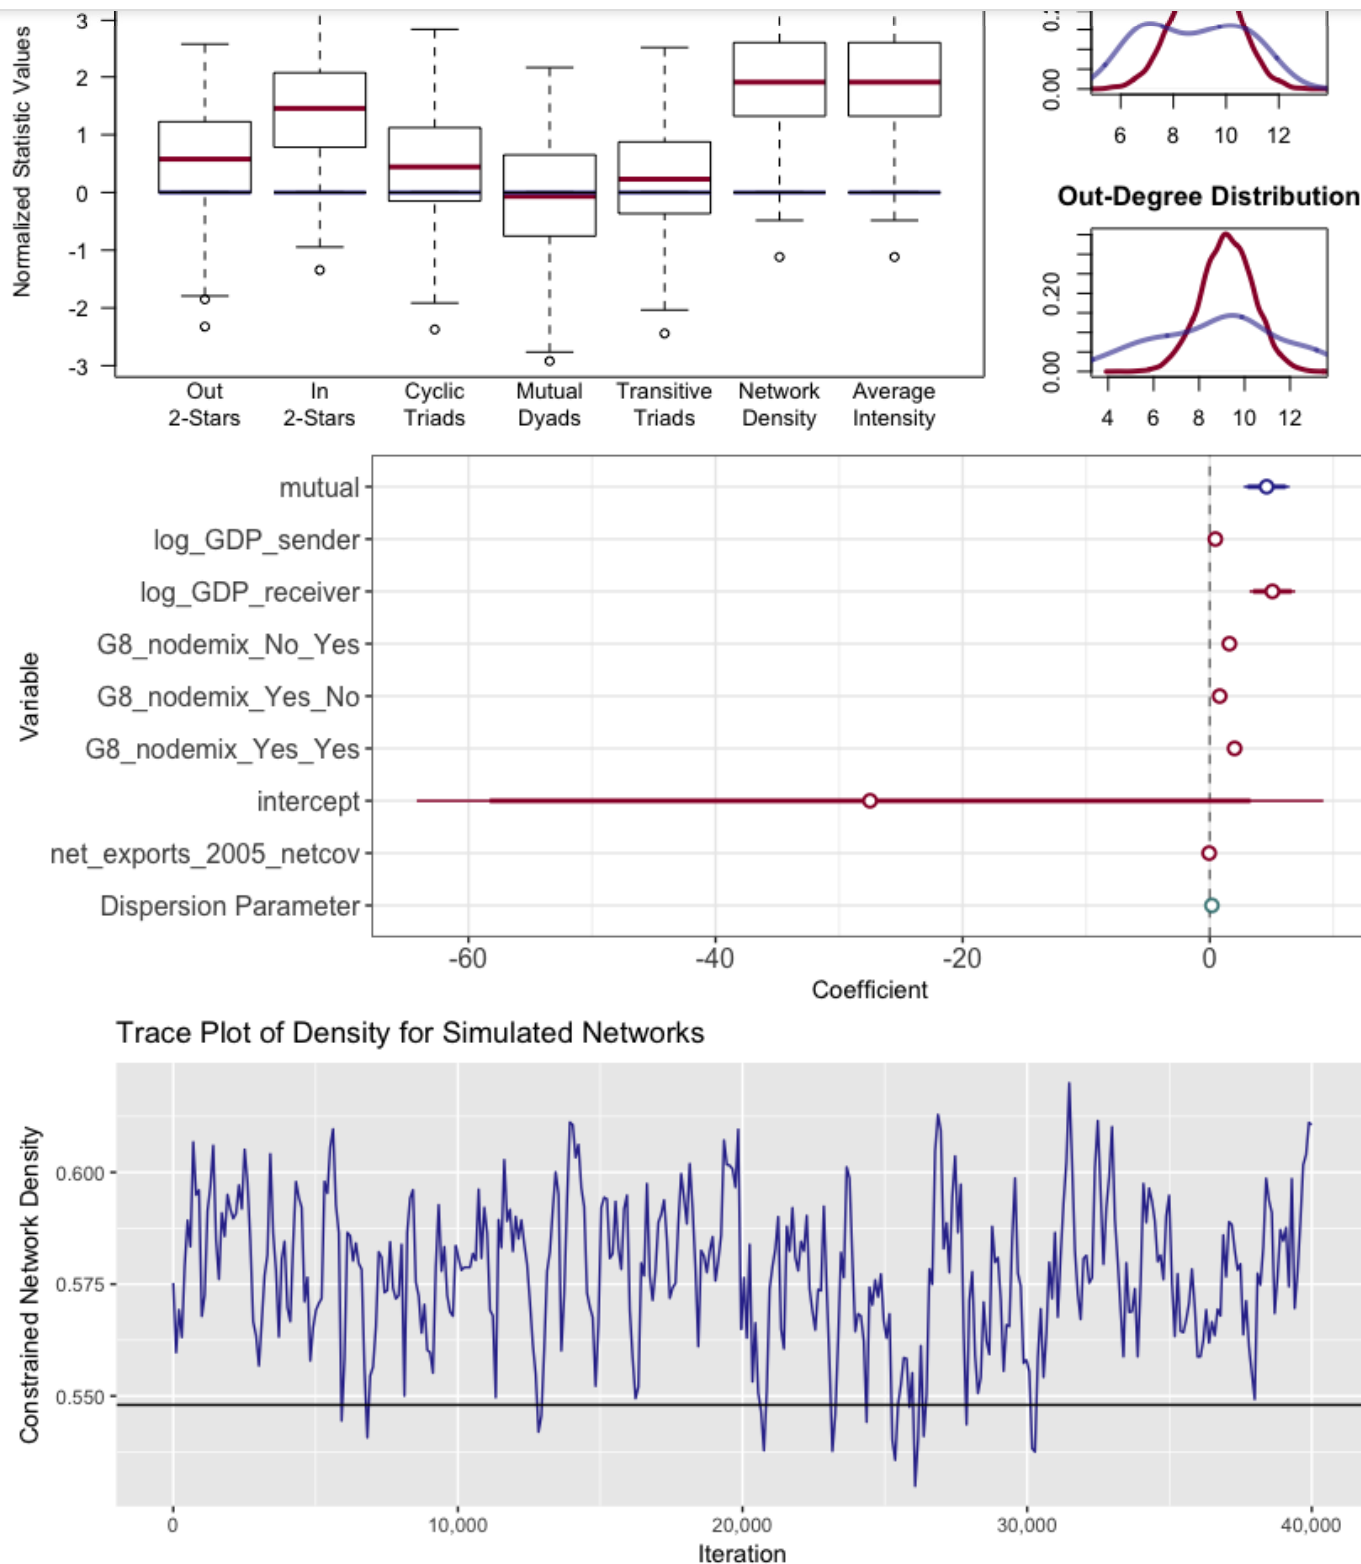 Normalized Statistic Values
3
2
1
0
-1
-2
-3
Out
2-Stars
In
2-Stars
Cyclic
Triads
Mutual
Dyads
Transitive
Triads
Network
Density
Average
Intensity
0.00
6 8 10 12
Out-Degree Distribution
0.20
0.00
4 6 8 10 12
Variable
mutual
log_GDP_sender
log_GDP_receiver
G8_nodemix_No_Yes
G8_nodemix_Yes_No
G8_nodemix_Yes_Yes
intercept
net_exports_2005_netcov
Dispersion Parameter
-60 -40 -20 0
Coefficient
Trace Plot of Density for Simulated Networks
Constrained Network Density
0.600
0.575
0.550
0 10,000 20,000 30,000 40,000
Iteration